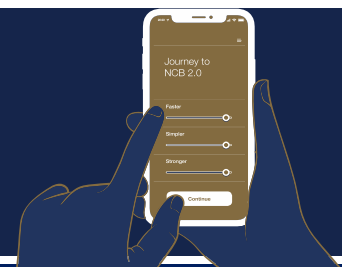 Journey to
NCB 2.0
Faster
Simpler
Stronger
Continue